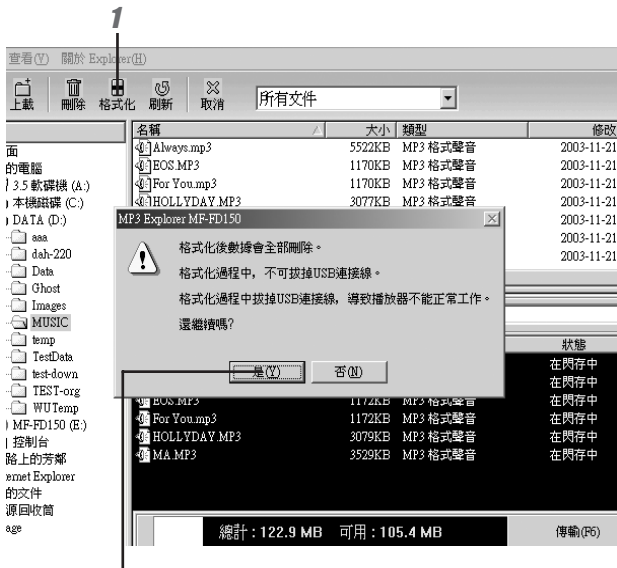 1
查看(V) 關於 Explorer(H)
上載 刪除 格式化 刷新 取消 所有文件
名稱 大小 類型 修改
Always.mp3 5522KB MP3 格式聲音 2003-11-21
EOS.MP3 1170KB MP3 格式聲音 2003-11-21
For You.mp3 1170KB MP3 格式聲音 2003-11-21
HOLLYDAY.MP3 3077KB MP3 格式聲音 2003-11-21
2003-11-21
2003-11-21
2003-11-21
面
的電腦
3.5 軟碟機 (A:)
本機磁碟 (C:)
DATA (D:)
aaa
dah-220
Data
Ghost
Images
MUSIC
temp
TestData
test-down
TEST-org
WUTemp
MF-FD150 (E:)
控制台
路上的芳鄰
ernet Explorer
的文件
源回收筒
age
MP3 Explorer MF-FD150
格式化後數據會全部刪除。
格式化過程中，不可拔掉USB連接線。
格式化過程中拔掉USB連接線，導致播放器不能正常工作。
還繼續嗎?
是(Y) 否(N)
狀態
在閃存中
在閃存中
EOS.MP3 1172KB MP3 格式聲音 在閃存中
For You.mp3 1172KB MP3 格式聲音 在閃存中
HOLLYDAY.MP3 3079KB MP3 格式聲音 在閃存中
MA.MP3 3529KB MP3 格式聲音 在閃存中
總計 : 122.9 MB 可用 : 105.4 MB 傳輸(F6)